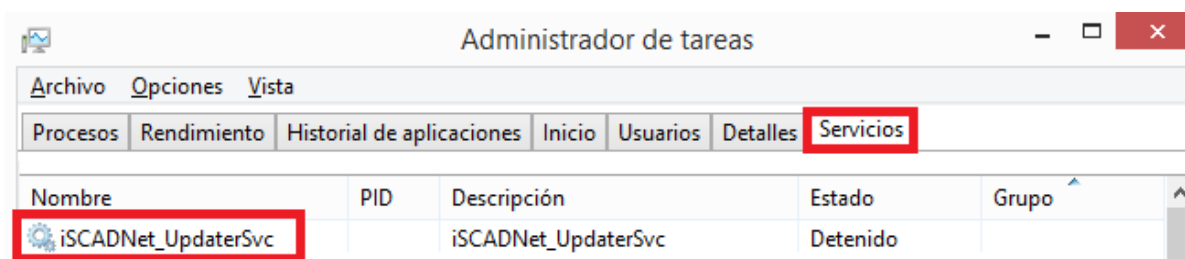 Administrador de tareas
Archivo Opciones Vista
Procesos Rendimiento Historial de aplicaciones Inicio Usuarios Detalles Servicios
Nombre PID Descripción Estado Grupo
iSCADNet_UpdaterSvc iSCADNet_UpdaterSvc Detenido